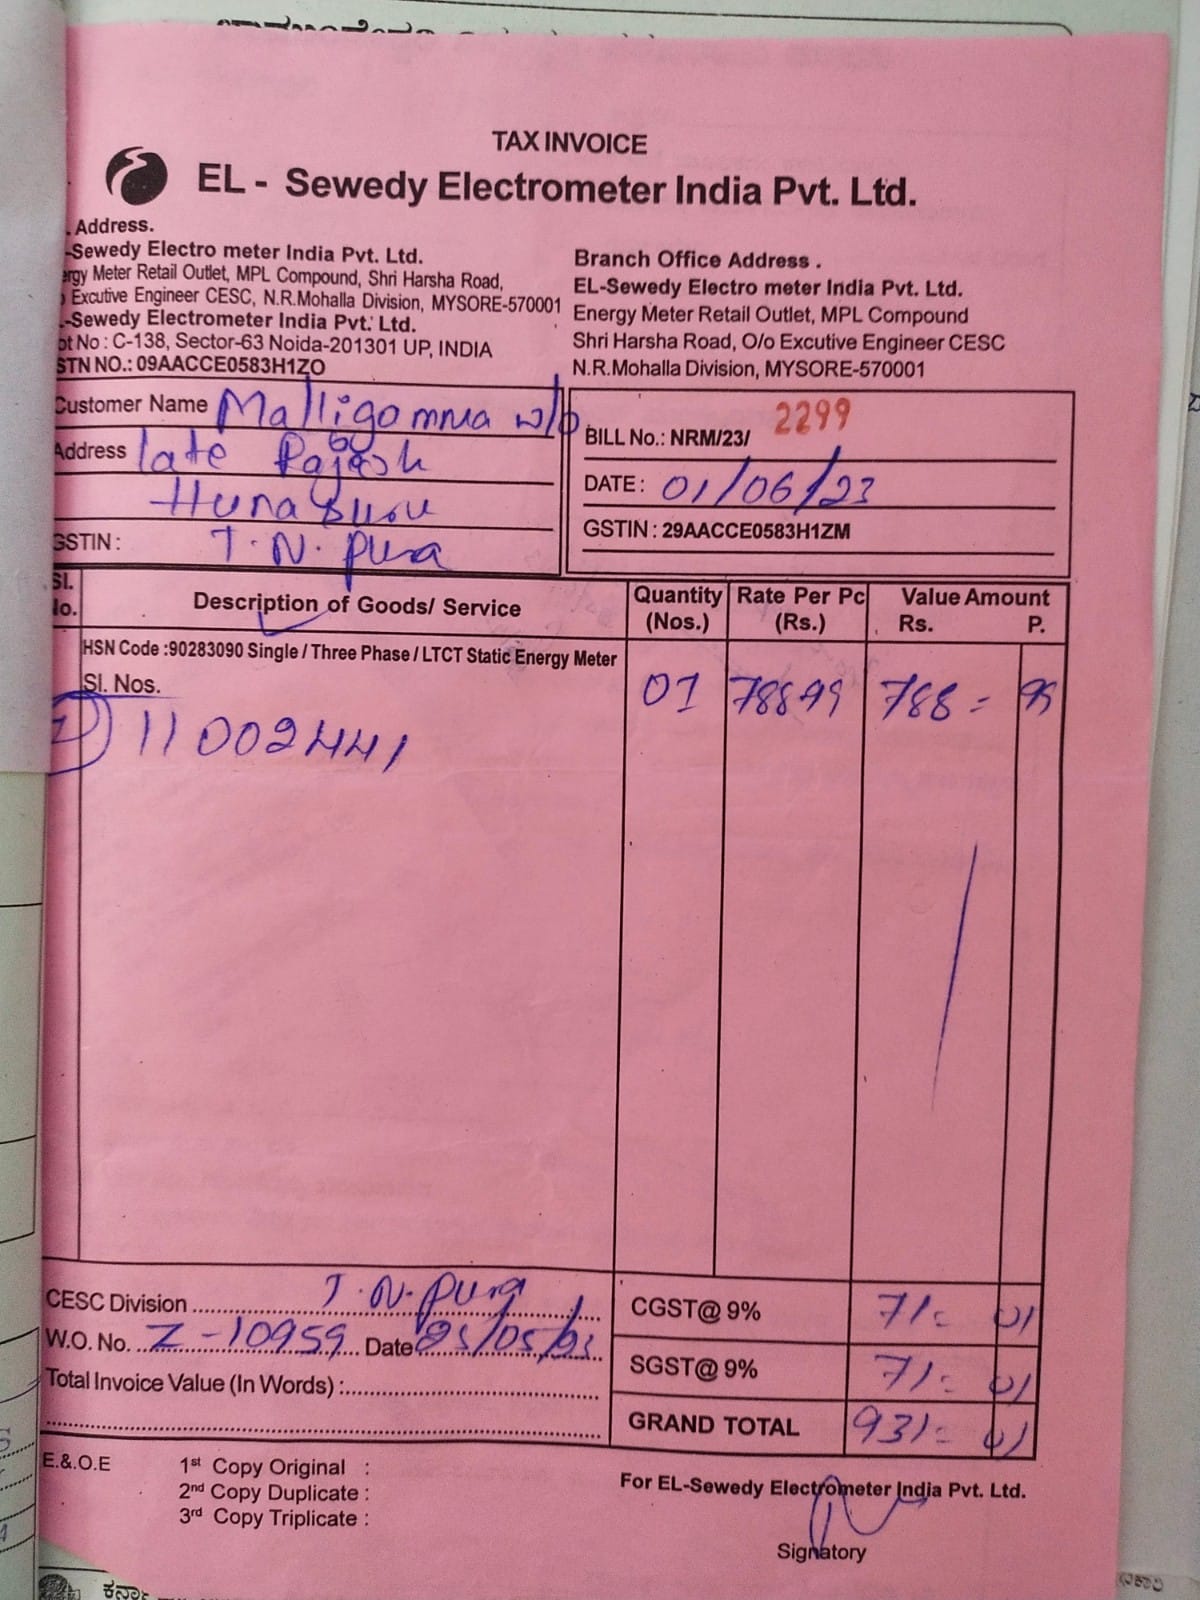 TAX INVOICE
EL - Sewedy Electrometer India Pvt. Ltd.
. Address.
-Sewedy Electro meter India Pvt. Ltd.
ergy Meter Retail Outlet, MPL Compound, Shri Harsha Road,
Excutive Engineer CESC, N.R.Mohalla Division, MYSORE-570001
-Sewedy Electrometer India Pvt. Ltd.
ot No : C-138, Sector-63 Noida-201301 UP, INDIA
STN NO.: 09AACCE0583H1ZO
Branch Office Address .
EL-Sewedy Electro meter India Pvt. Ltd.
Energy Meter Retail Outlet, MPL Compound
Shri Harsha Road, O/o Excutive Engineer CESC
N.R.Mohalla Division, MYSORE-570001
Customer Name Malligamma w/o
Address late Rajesh
GSTIN : T.N.pura
BILL No.: NRM/23/ 2299
DATE : 01/06/23
GSTIN : 29AACCE0583H1ZM
Sl. No. Description of Goods/ Service Quantity (Nos.) Rate Per Pc (Rs.) Value Amount Rs. P.
HSN Code :90283090 Single / Three Phase / LTCT Static Energy Meter
Sl. Nos. 01 788 99 788 = 99
1) 11002441
CESC Division T.N.pura
W.O. No. Z-10959 Date 25/05/23
Total Invoice Value (In Words) :
CGST@ 9% 71= 01
SGST@ 9% 71= 01
GRAND TOTAL 931= 01
E.&.O.E
1st Copy Original :
2nd Copy Duplicate :
3rd Copy Triplicate :
For EL-Sewedy Electrometer India Pvt. Ltd.
Signatory